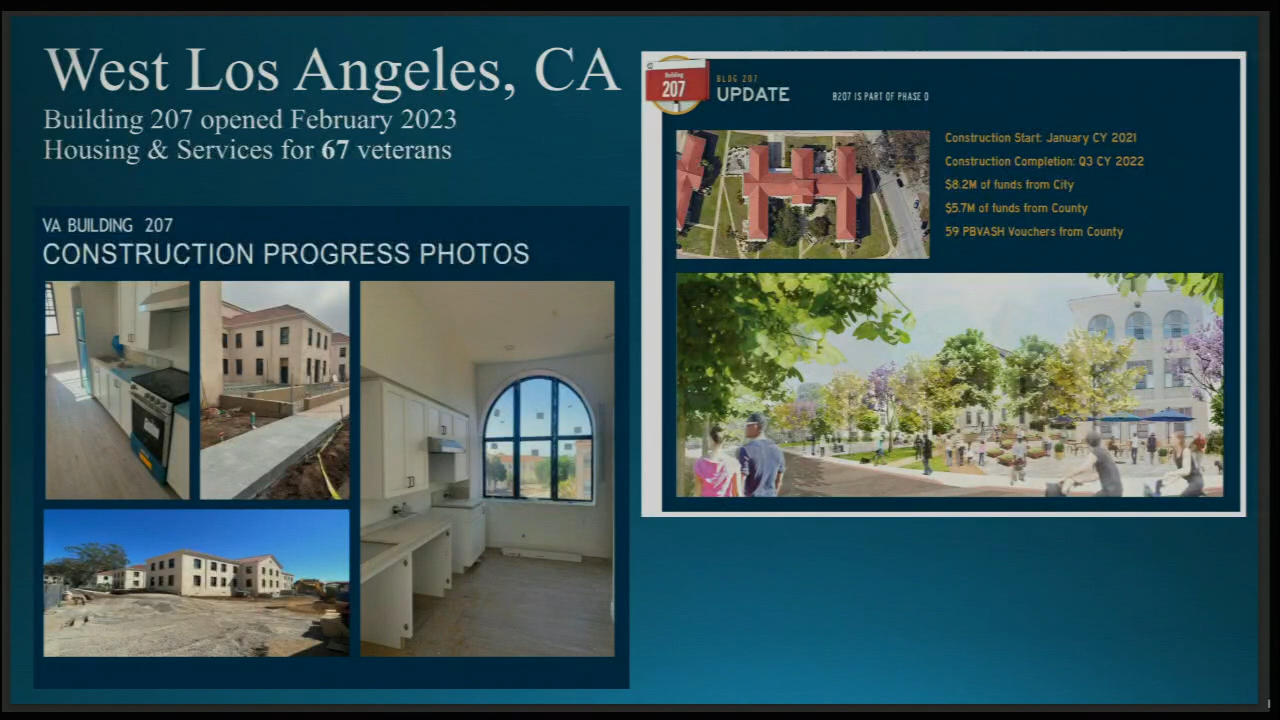 West Los Angeles, CA
Building 207 opened February 2023
Housing & Services for 67 veterans
VA BUILDING 207
CONSTRUCTION PROGRESS PHOTOS
Building
207
BLDG 207
UPDATE
B207 IS PART OF PHASE 0
Construction Start: January CY 2021
Construction Completion: Q3 CY 2022
$8.2M of funds from City
$5.7M of funds from County
59 PBVASH Vouchers from County